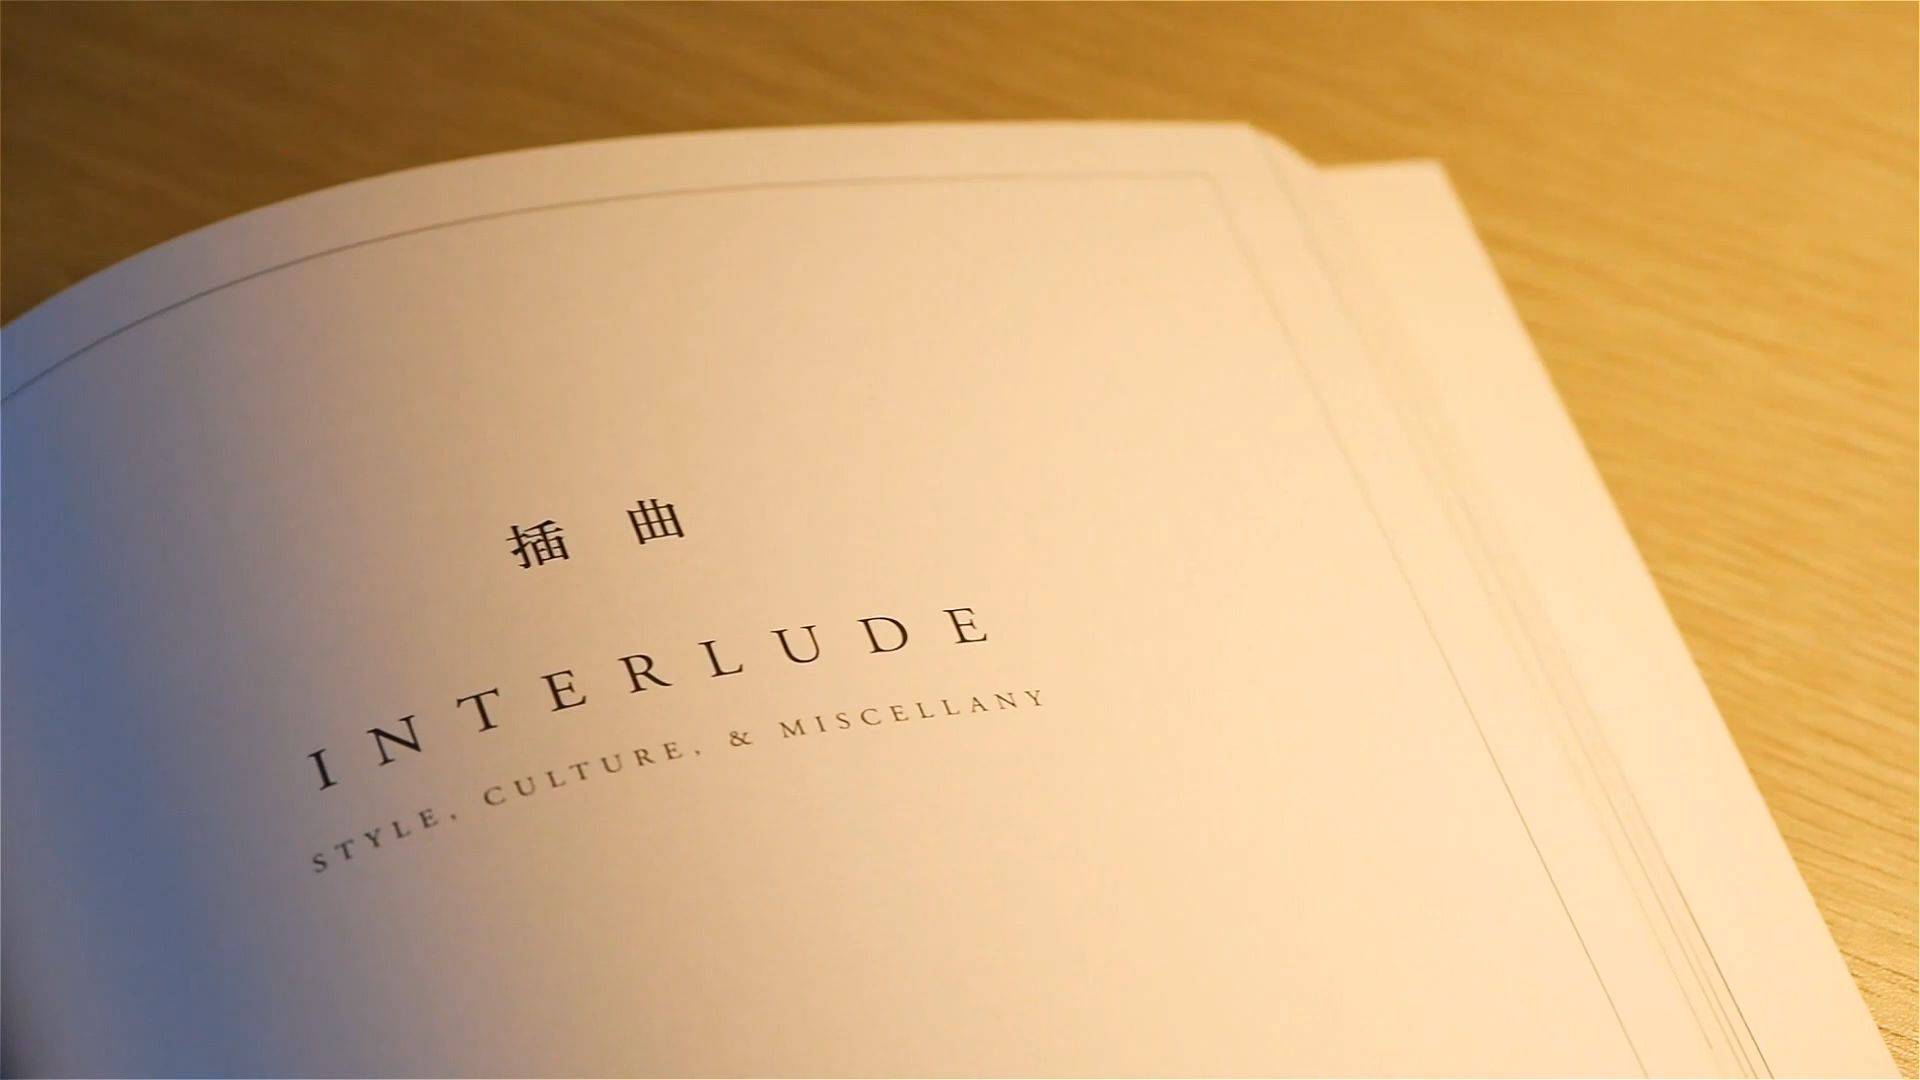 插曲
INTERLUDE
STYLE, CULTURE, & MISCELLANY